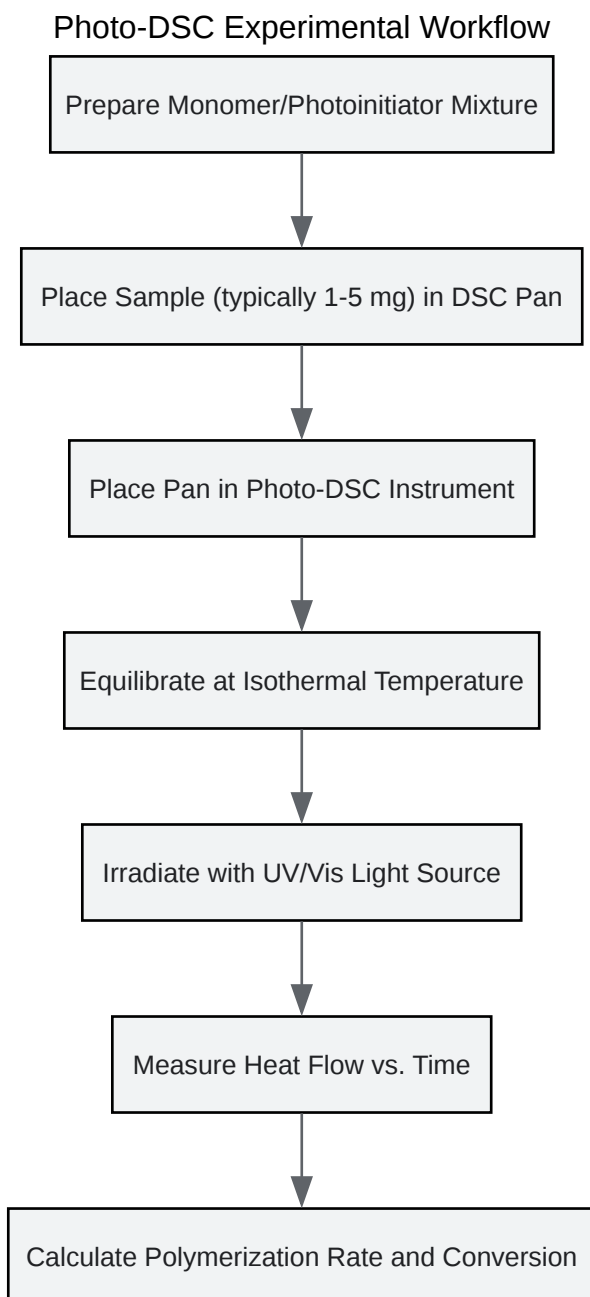 Photo-DSC Experimental Workflow
Prepare Monomer/Photoinitiator Mixture
Place Sample (typically 1-5 mg) in DSC Pan
Place Pan in Photo-DSC Instrument
Equilibrate at Isothermal Temperature
Irradiate with UV/Vis Light Source
Measure Heat Flow vs. Time
Calculate Polymerization Rate and Conversion